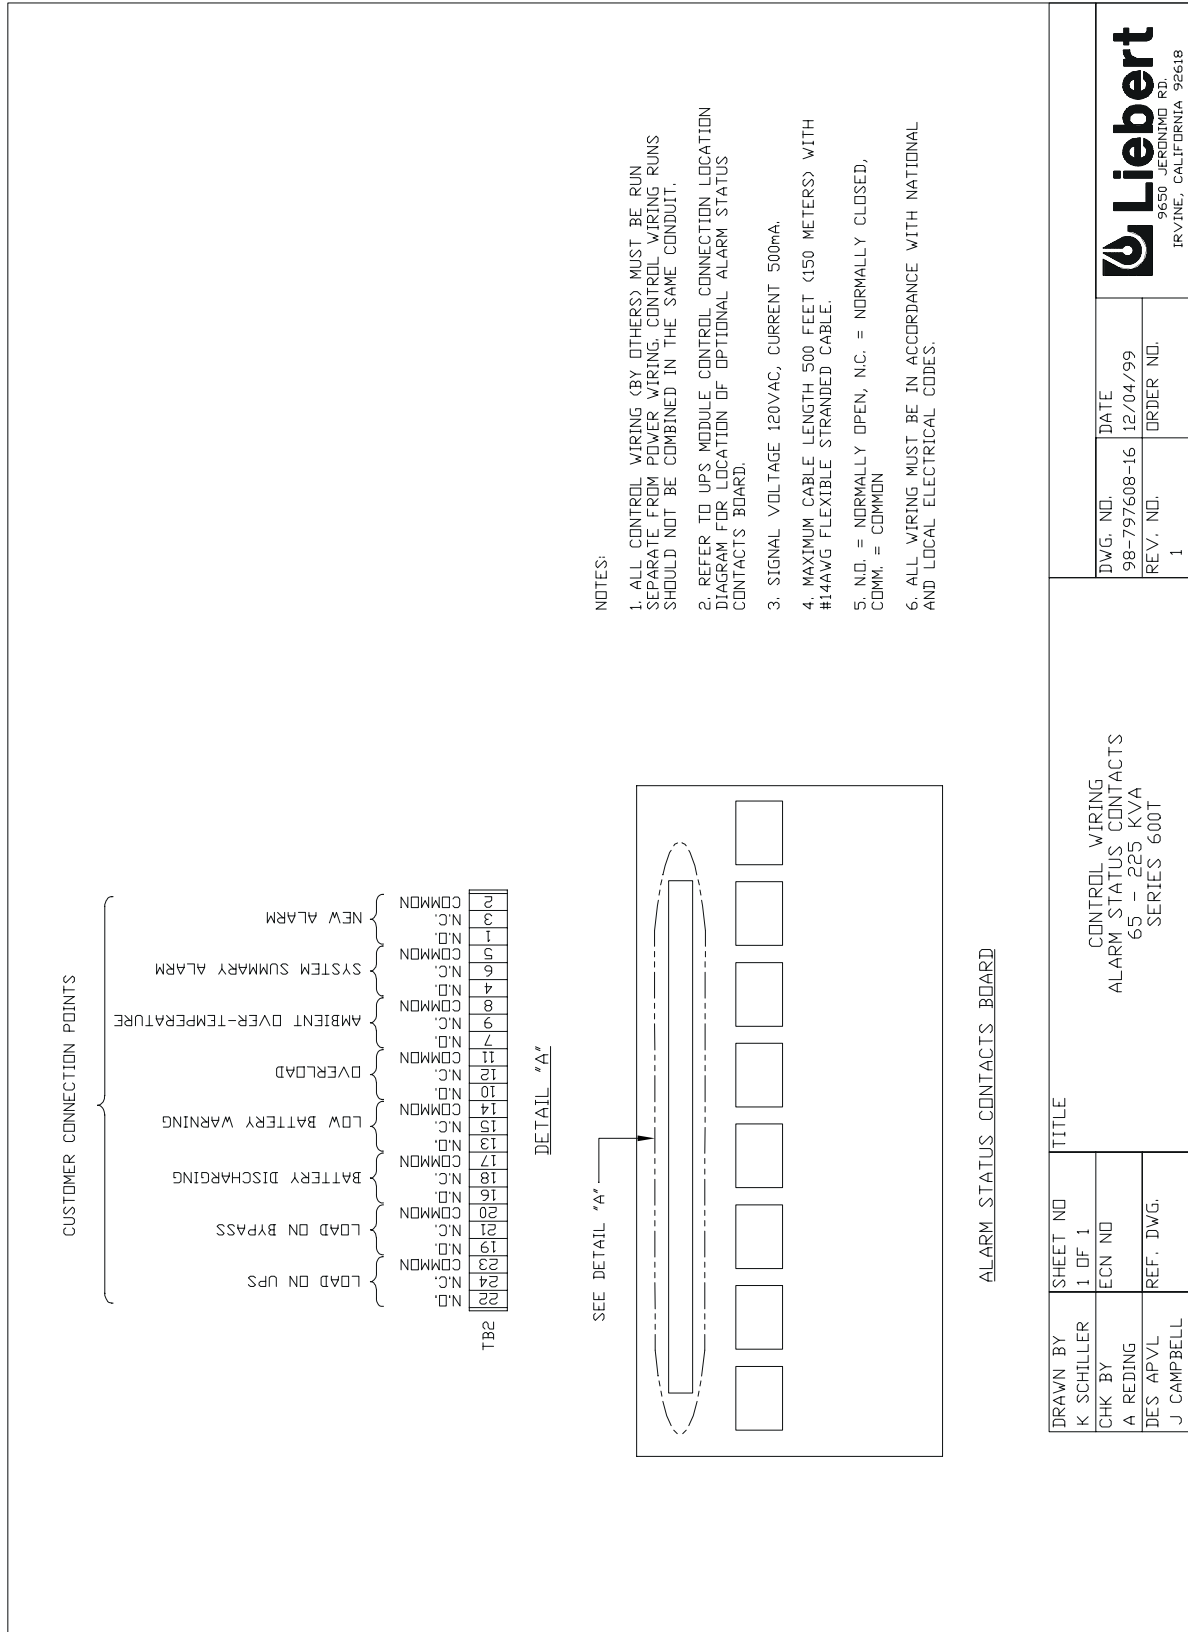 CUSTOMER CONNECTION POINTS
LOAD ON UPS
LOAD ON BYPASS
BATTERY DISCHARGING
LOW BATTERY WARNING
OVERLOAD
AMBIENT OVER-TEMPERATURE
SYSTEM SUMMARY ALARM
NEW ALARM
N.O. N.C. COMMON N.O. N.C. COMMON N.O. N.C. COMMON N.O. N.C. COMMON N.O. N.C. COMMON N.O. N.C. COMMON N.O. N.C. COMMON N.O. N.C. COMMON
TB2 22 24 23 19 21 20 16 18 17 13 15 14 10 12 11 7 9 8 4 6 5 1 3 2
DETAIL "A"
SEE DETAIL "A"
ALARM STATUS CONTACTS BOARD
NOTES:
1. ALL CONTROL WIRING (BY OTHERS) MUST BE RUN
SEPARATE FROM POWER WIRING. CONTROL WIRING RUNS
SHOULD NOT BE COMBINED IN THE SAME CONDUIT.
2. REFER TO UPS MODULE CONTROL CONNECTION LOCATION
DIAGRAM FOR LOCATION OF OPTIONAL ALARM STATUS
CONTACTS BOARD.
3. SIGNAL VOLTAGE 120VAC, CURRENT 500mA.
4. MAXIMUM CABLE LENGTH 500 FEET (150 METERS) WITH
#14AWG FLEXIBLE STRANDED CABLE.
5. N.O. = NORMALLY OPEN, N.C. = NORMALLY CLOSED,
COMM. = COMMON
6. ALL WIRING MUST BE IN ACCORDANCE WITH NATIONAL
AND LOCAL ELECTRICAL CODES.
DRAWN BY
K SCHILLER
CHK BY
A REDING
DES APVL
J CAMPBELL
SHEET NO
1 OF 1
ECN NO
REF. DWG.
TITLE
CONTROL WIRING
ALARM STATUS CONTACTS
65 - 225 KVA
SERIES 600T
DWG. NO.
98-797608-16
REV. NO.
1
DATE
12/04/99
ORDER NO.
Liebert
9650 JERONIMO RD.
IRVINE, CALIFORNIA 92618